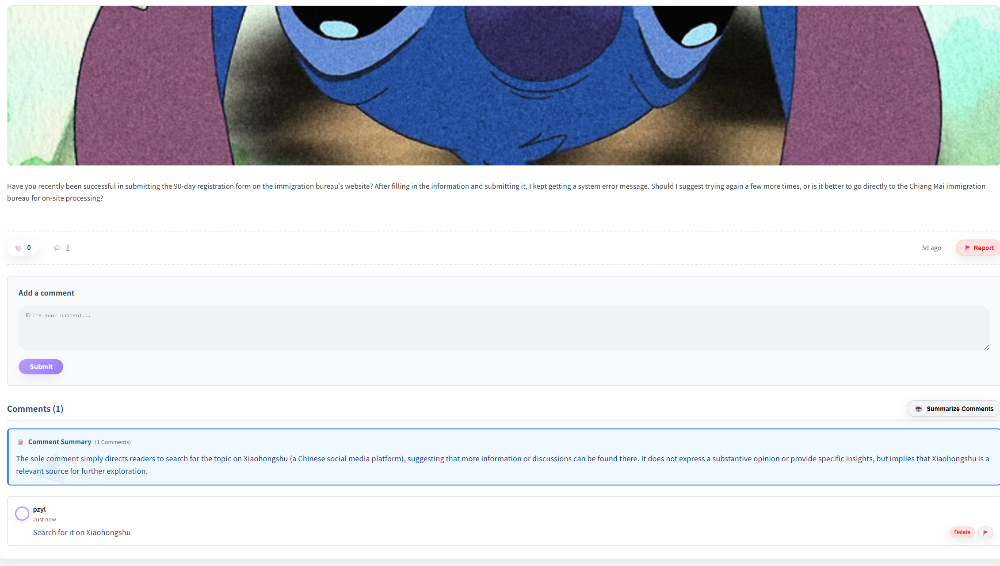 Have you recently been successful in submitting the 90-day registration form on the immigration bureau's website? After filling in the information and submitting it, I kept getting a system error message. Should I suggest trying again a few more times, or is it better to go directly to the Chiang Mai immigration
bureau for on-site processing?
0
1
3d ago
Report
Add a comment
Write your comment...
Submit
Comments (1)
Summarize Comments
Comment Summary (1 Comments)
The sole comment simply directs readers to search for the topic on Xiaohongshu (a Chinese social media platform), suggesting that more information or discussions can be found there. It does not express a substantive opinion or provide specific insights, but implies that Xiaohongshu is a
relevant source for further exploration.
pzyl
Just now
Search for it on Xiaohongshu
Delete